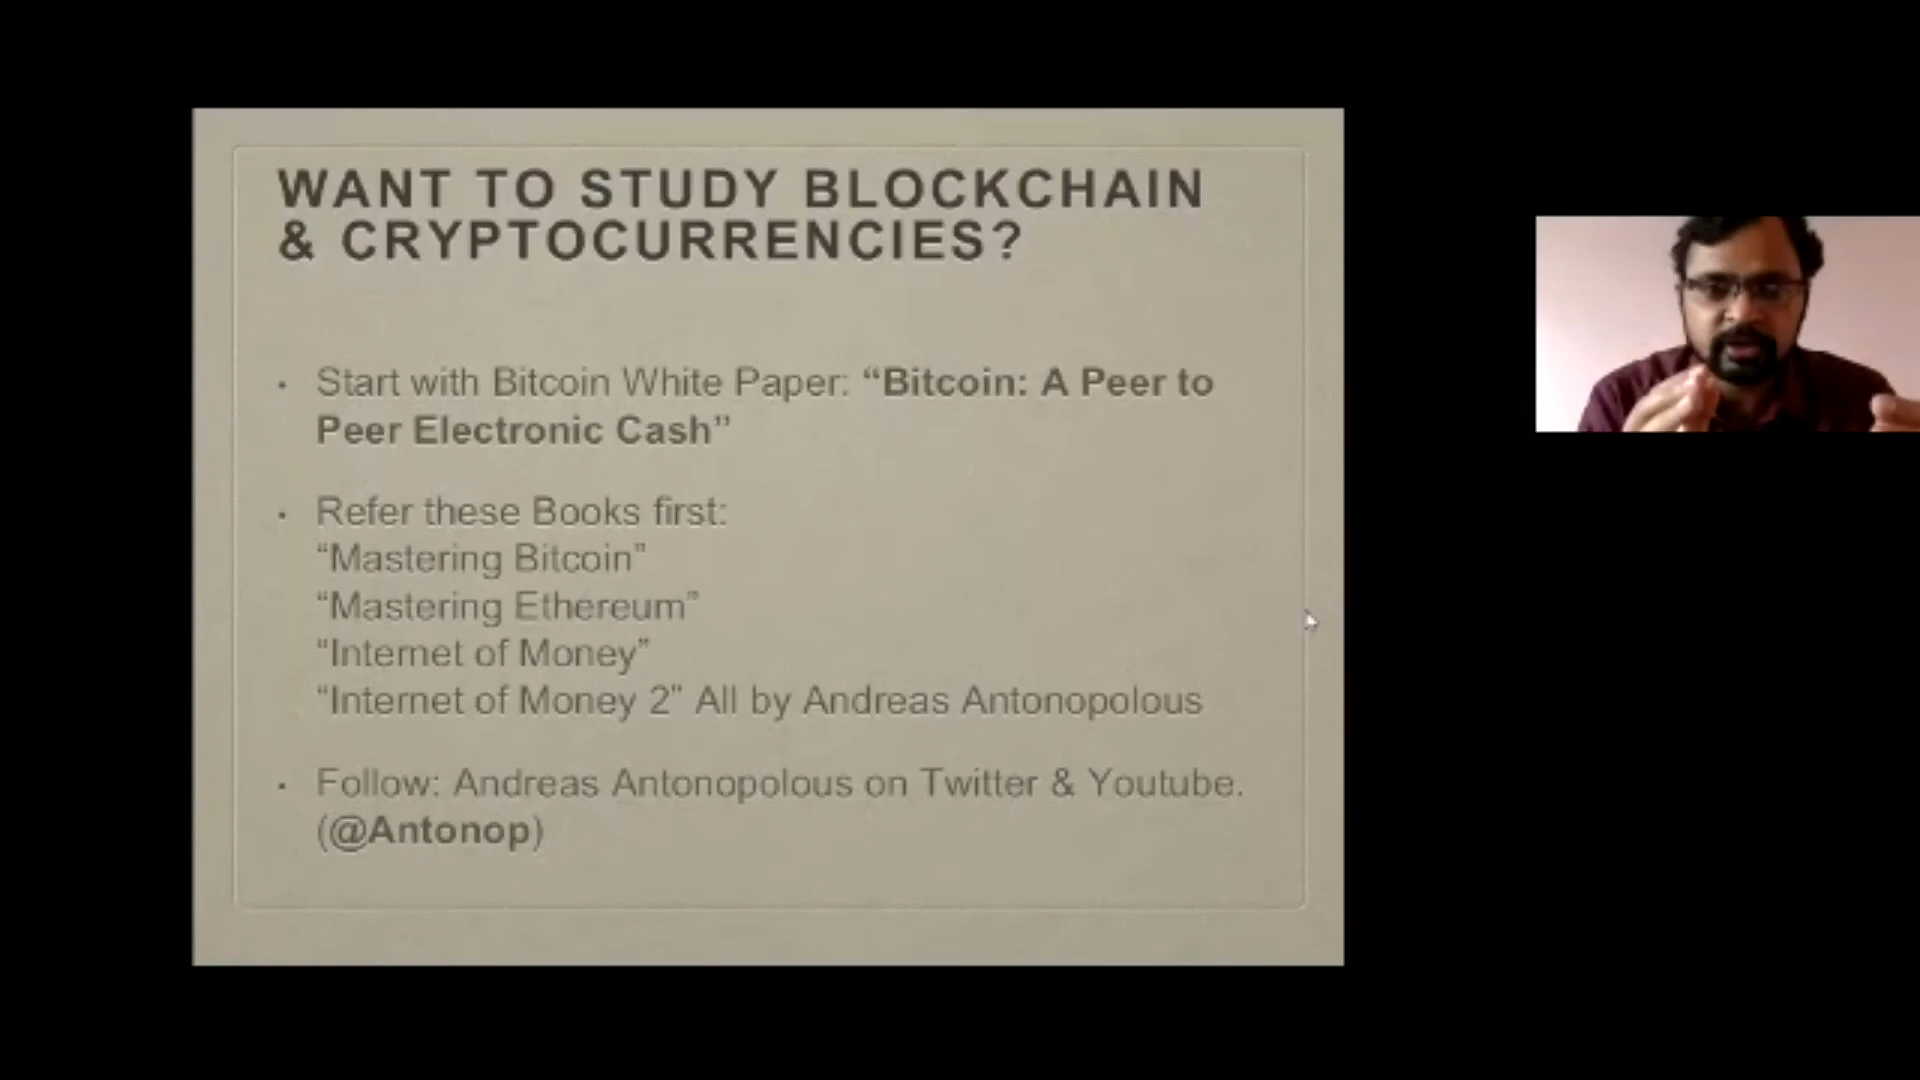 WANT TO STUDY BLOCKCHAIN
& CRYPTOCURRENCIES?
• Start with Bitcoin White Paper: “Bitcoin: A Peer to
Peer Electronic Cash”
• Refer these Books first:
“Mastering Bitcoin”
“Mastering Ethereum”
“Internet of Money”
“Internet of Money 2” All by Andreas Antonopolous
• Follow: Andreas Antonopolous on Twitter & Youtube.
(@Antonop)